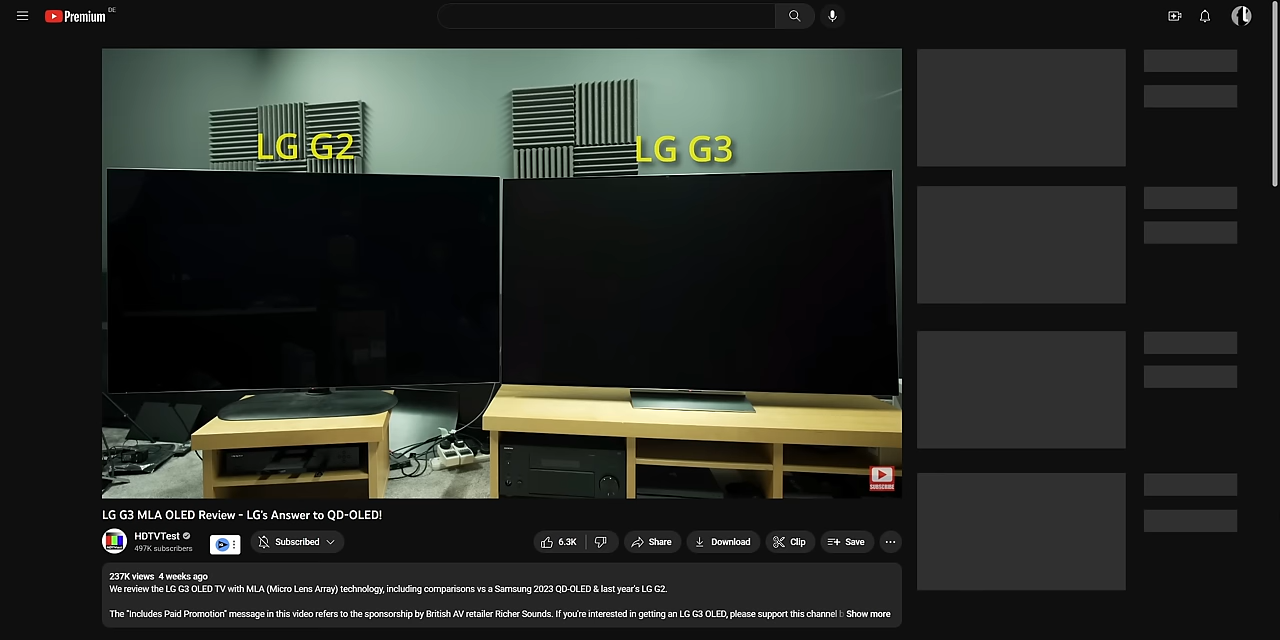 Premium DE
LG G2
LG G3
SUBSCRIBE
LG G3 MLA OLED Review - LG's Answer to QD-OLED!
HDTVTest
497K subscribers
Subscribed
6.3K
Share
Download
Clip
Save
237K views 4 weeks ago
We review the LG G3 OLED TV with MLA (Micro Lens Array) technology, including comparisons vs a Samsung 2023 QD-OLED & last year's LG G2.
The "Includes Paid Promotion" message in this video refers to the sponsorship by British AV retailer Richer Sounds. If you're interested in getting an LG G3 OLED, please support this channel Show more